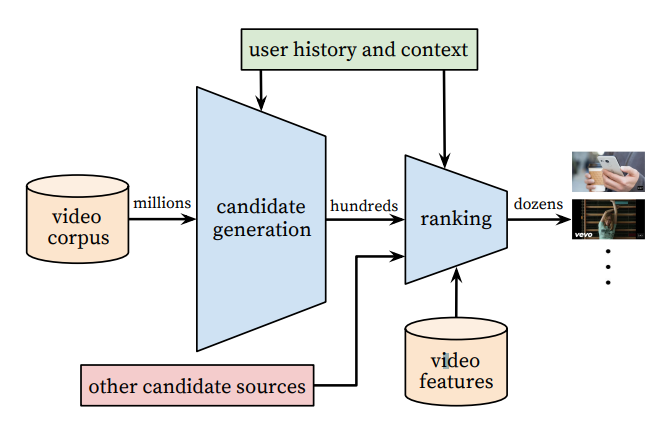 user history and context
millions
video
corpus
candidate
generation
hundreds
ranking
dozens
vevo
other candidate sources
video
features